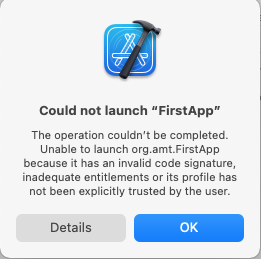 Could not launch “FirstApp”
The operation couldn’t be completed.
Unable to launch org.amt.FirstApp
because it has an invalid code signature,
inadequate entitlements or its profile has
not been explicitly trusted by the user.
Details
OK